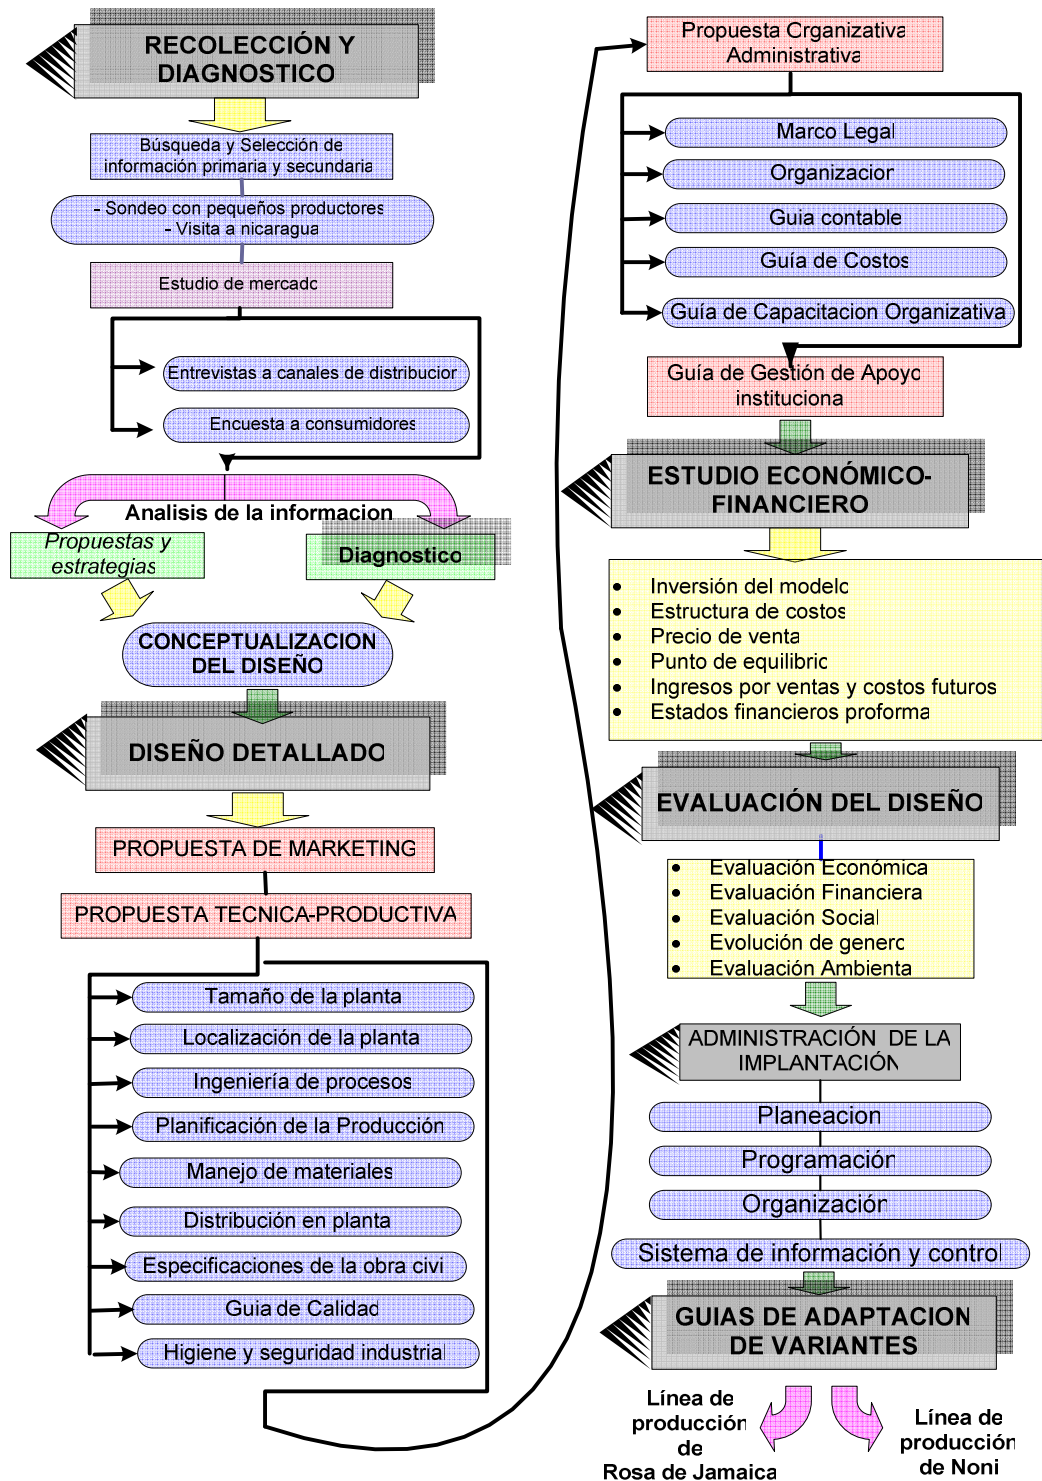 RECOLECCIÓN Y
DIAGNOSTICO
Búsqueda y Selección de
información primaria y secundaria
- Sondeo con pequeños productores
- Visita a nicaragua
Estudio de mercado
Entrevistas a canales de distribucion
Encuesta a consumidores
Analisis de la informacion
Propuestas y
estrategias
Diagnostico
CONCEPTUALIZACION
DEL DISEÑO
DISEÑO DETALLADO
PROPUESTA DE MARKETING
PROPUESTA TECNICA-PRODUCTIVA
Tamaño de la planta
Localización de la planta
Ingeniería de procesos
Planificación de la Producción
Manejo de materiales
Distribución en planta
Especificaciones de la obra civi
Guia de Calidad
Higiene y seguridad industria
Propuesta Organizativa
Administrativa
Marco Legal
Organizacion
Guia contable
Guía de Costos
Guía de Capacitacion Organizativa
Guía de Gestión de Apoyo
instituciona
ESTUDIO ECONÓMICO-
FINANCIERO
• Inversión del modelo
• Estructura de costos
• Precio de venta
• Punto de equilibrio
• Ingresos por ventas y costos futuros
• Estados financieros proforma
EVALUACIÓN DEL DISEÑO
• Evaluación Económica
• Evaluación Financiera
• Evaluación Social
• Evolución de genero
• Evaluación Ambienta
ADMINISTRACIÓN DE LA
IMPLANTACIÓN
Planeacion
Programación
Organización
Sistema de información y control
GUIAS DE ADAPTACION
DE VARIANTES
Línea de
producción
de
Rosa de Jamaica
Línea de
producción
de Noni